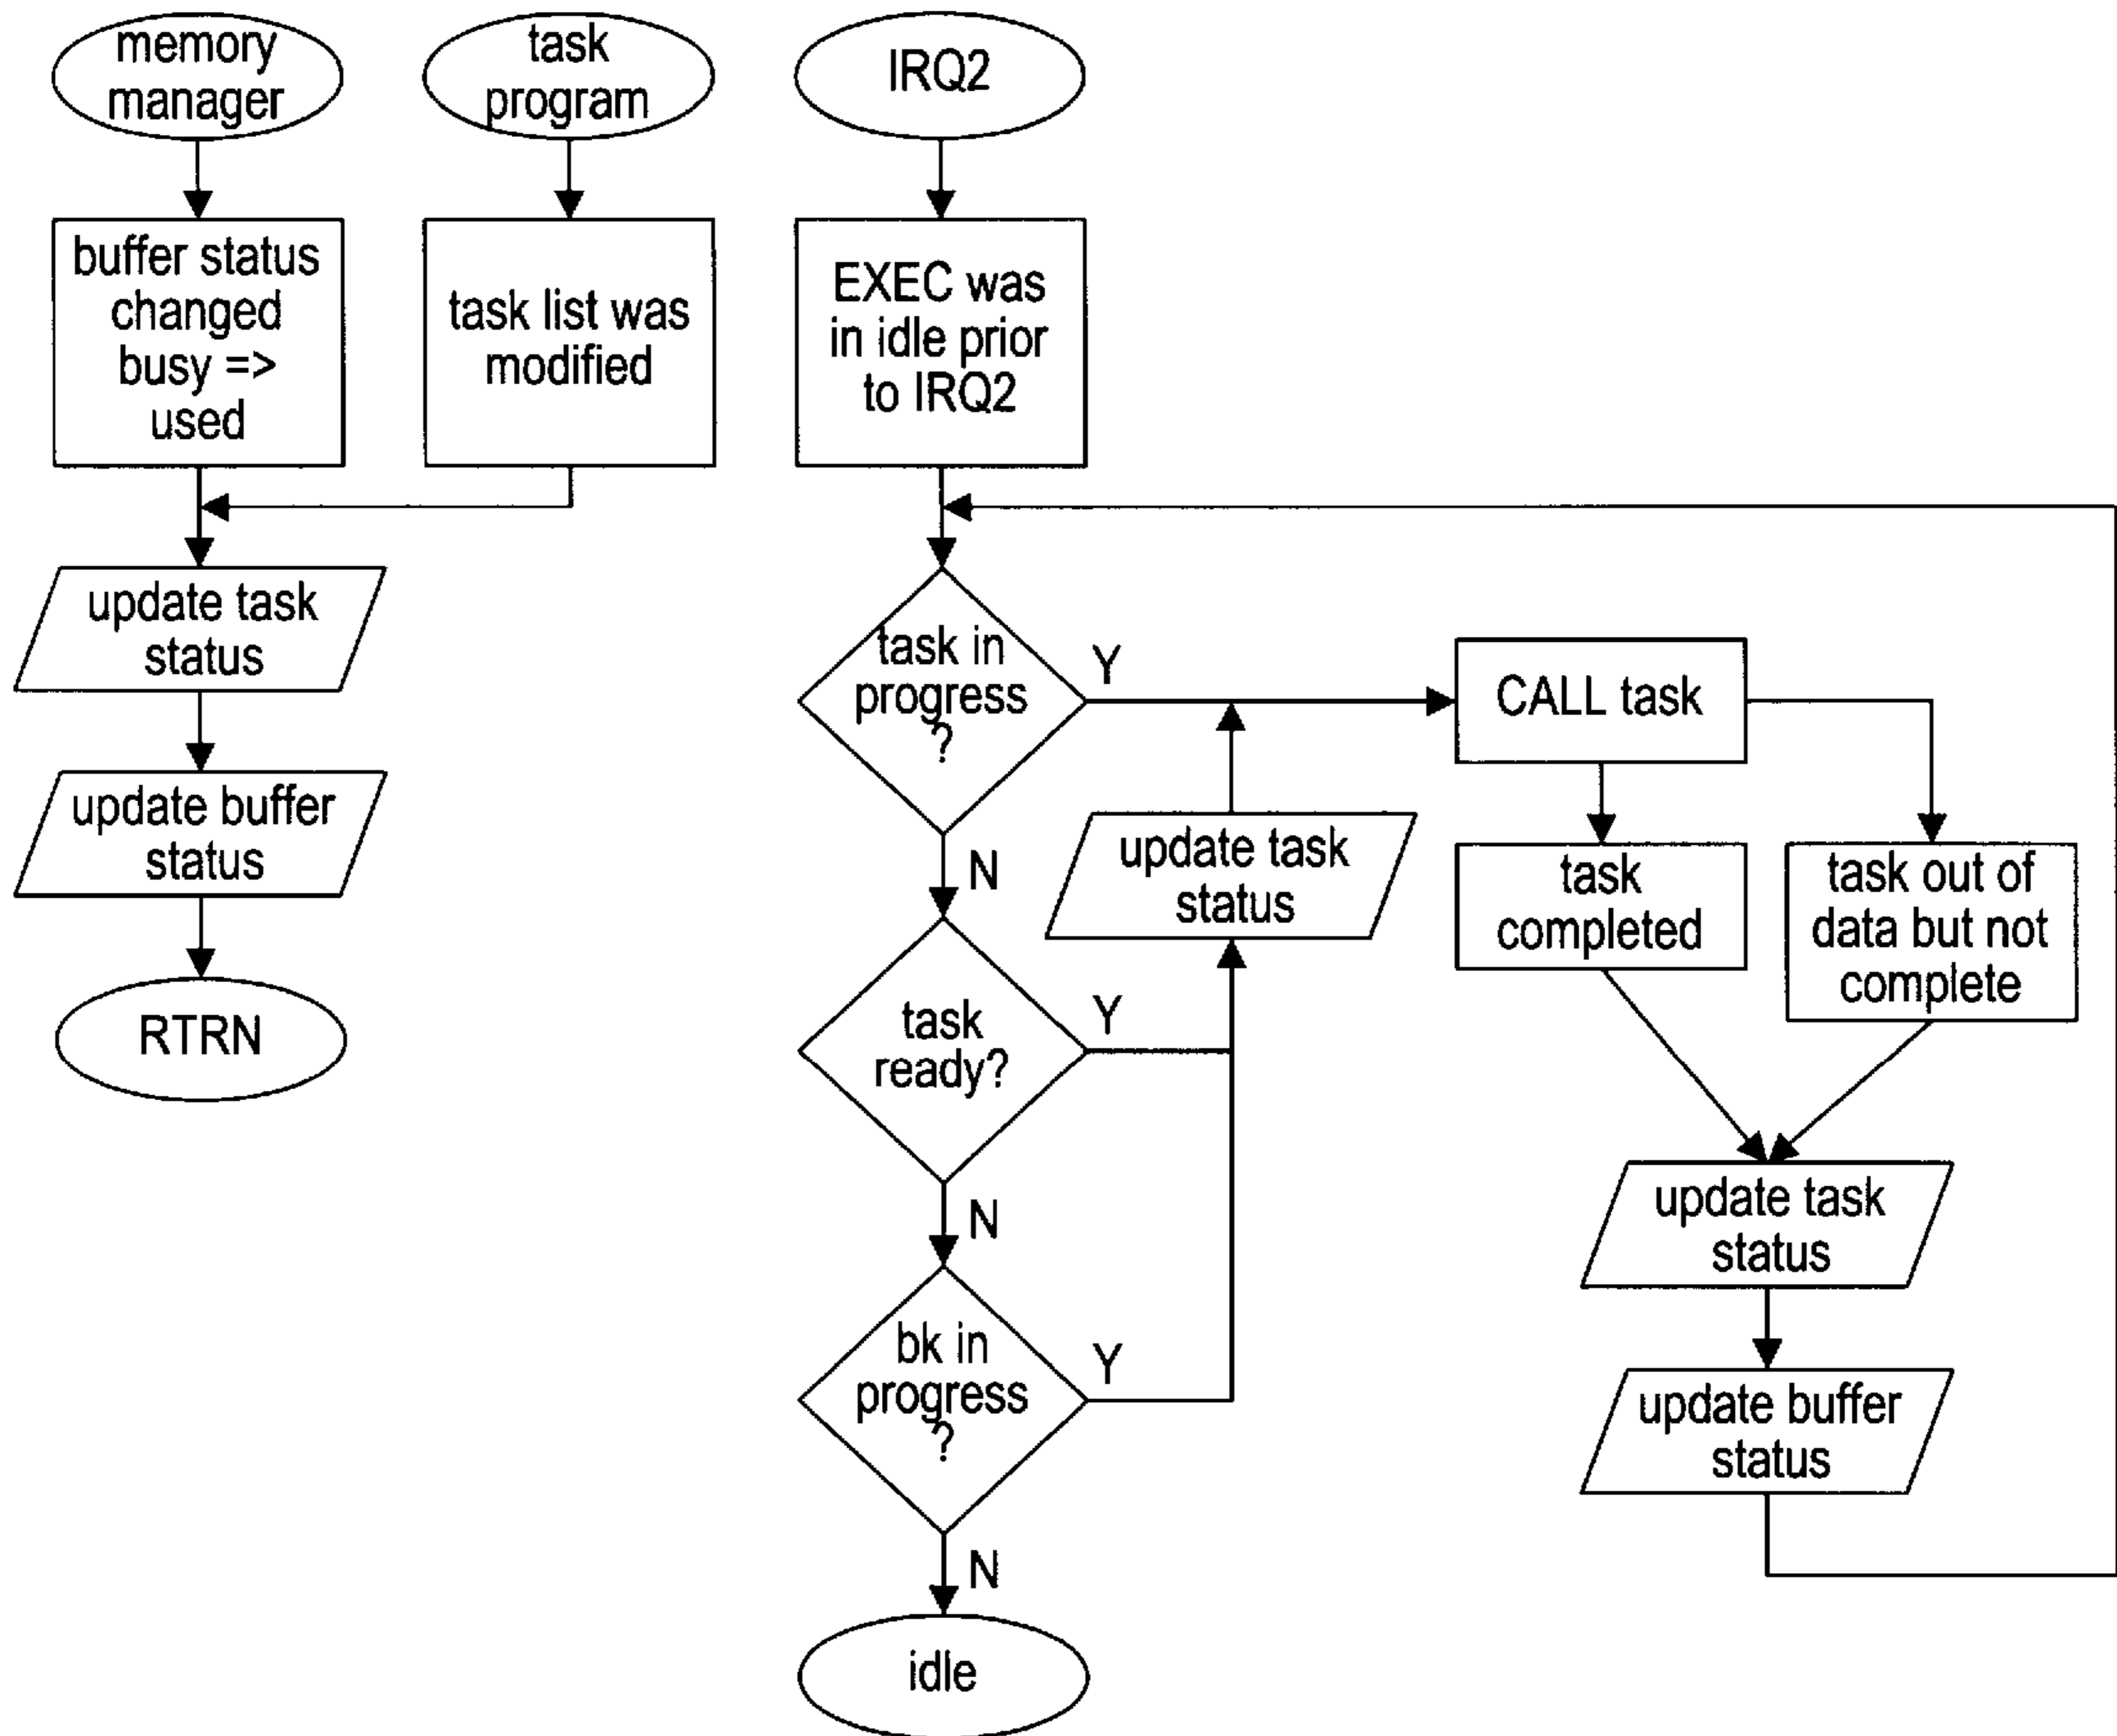 memory
manager
task
program
IRQ2
buffer status
changed
busy =>
used
task list was
modified
EXEC was
in idle prior
to IRQ2
update task
status
update buffer
status
RTRN
task in
progress
?
Y
N
CALL task
update task
status
task
completed
task out of
data but not
complete
task
ready?
Y
N
update task
status
bk in
progress
?
Y
N
update buffer
status
idle